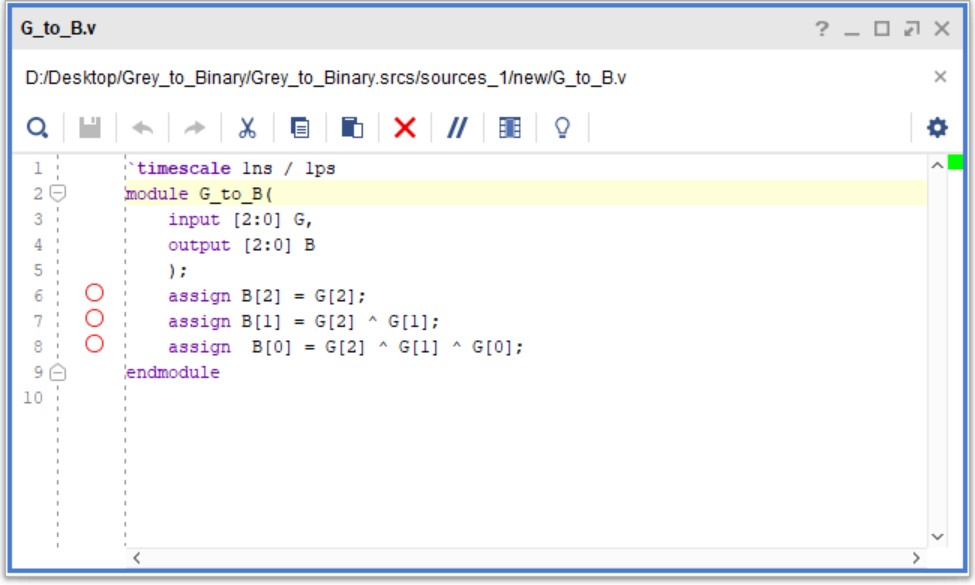 G_to_B.v
D:/Desktop/Grey_to_Binary/Grey_to_Binary.srcs/sources_1/new/G_to_B.v
1 `timescale 1ns / 1ps
2 module G_to_B(
3 input [2:0] G,
4 output [2:0] B
5 );
6 assign B[2] = G[2];
7 assign B[1] = G[2] ^ G[1];
8 assign  B[0] = G[2] ^ G[1] ^ G[0];
9 endmodule
10